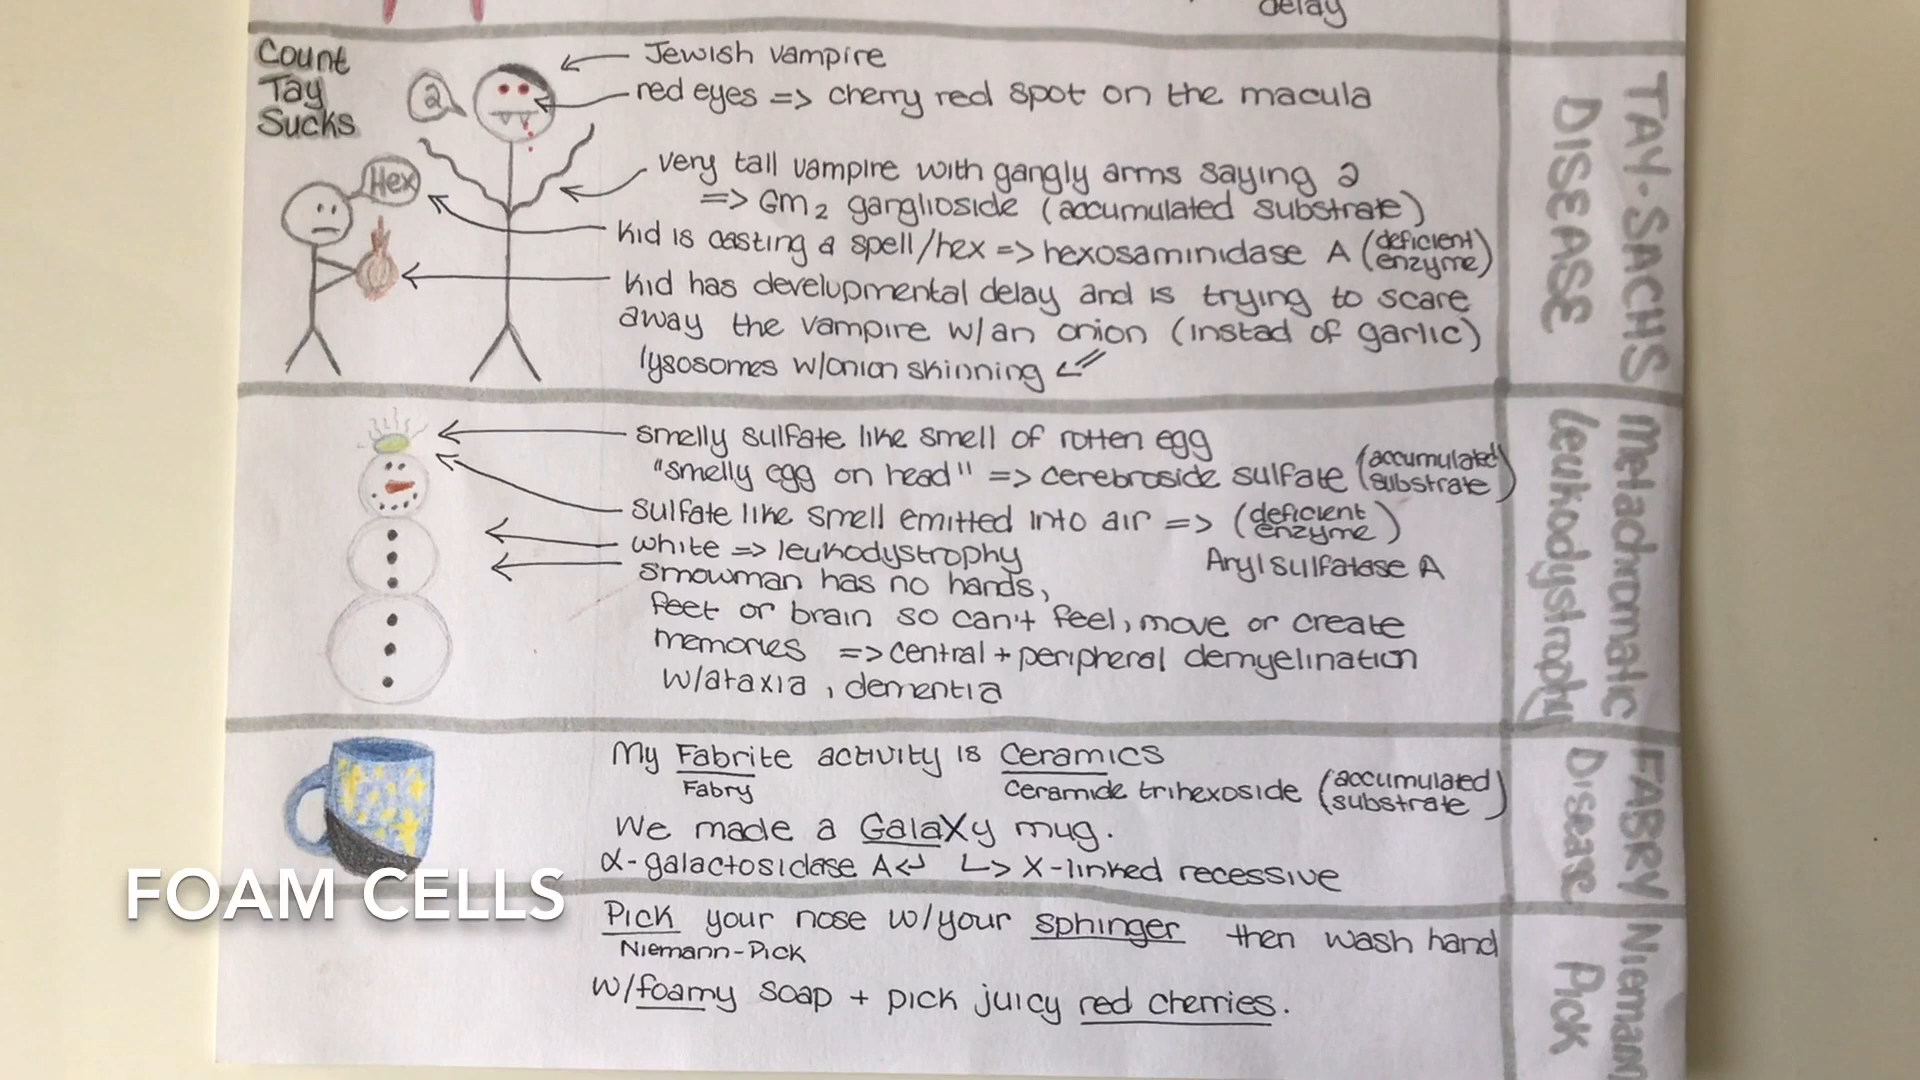 delay
Count
Tay
Sucks
2
Hex
Jewish vampire
red eyes => cherry red spot on the macula
very tall vampire with gangly arms saying 2
=> GM2 ganglioside (accumulated substrate)
kid is casting a spell/hex => hexosaminidase A (deficient enzyme)
kid has developmental delay and is trying to scare
away the vampire w/an onion (instad of garlic)
lysosomes w/onion skinning
TAY-SACHS
DISEASE
smelly sulfate like smell of rotten egg
"smelly egg on head" => cerebroside sulfate (accumulated substrate)
sulfate like smell emitted into air => (deficient enzyme)
Aryl sulfatase A
white => leukodystrophy
smowman has no hands,
feet or brain so can't feel, move or create
memories => central + peripheral demyelination
w/ataxia, dementia
Metachromatic
leukodystrophy
My Fabrite activity is Ceramics
Fabry
Ceramide trihexoside (accumulated substrate)
We made a GalaXy mug.
α-galactosidase A↵ ↳ X-linked recessive
FABRY
Disease
FOAM CELLS
Pick your nose w/your sphinger then wash hand
Niemann-Pick
w/foamy soap + pick juicy red cherries.
Nieman
Pick